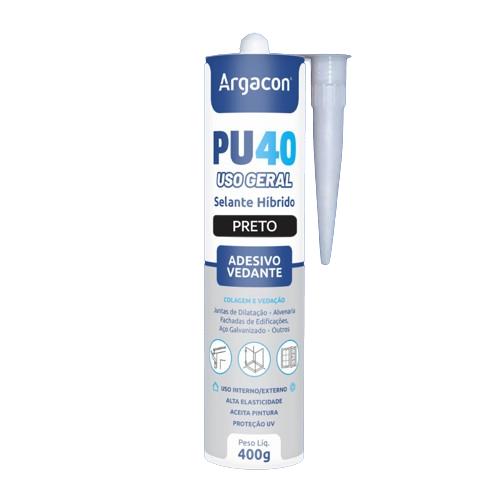 Argacon®
PU40
USO GERAL
Selante Híbrido
PRETO
ADESIVO
VEDANTE
COLAGEM E VEDAÇÃO
Juntas de Dilatação - Alvenaria
Fachadas de Edificações,
Aço Galvanizado - Outros
USO INTERNO/EXTERNO
ALTA ELASTICIDADE
ACEITA PINTURA
PROTEÇÃO UV
Peso Líq.
400g